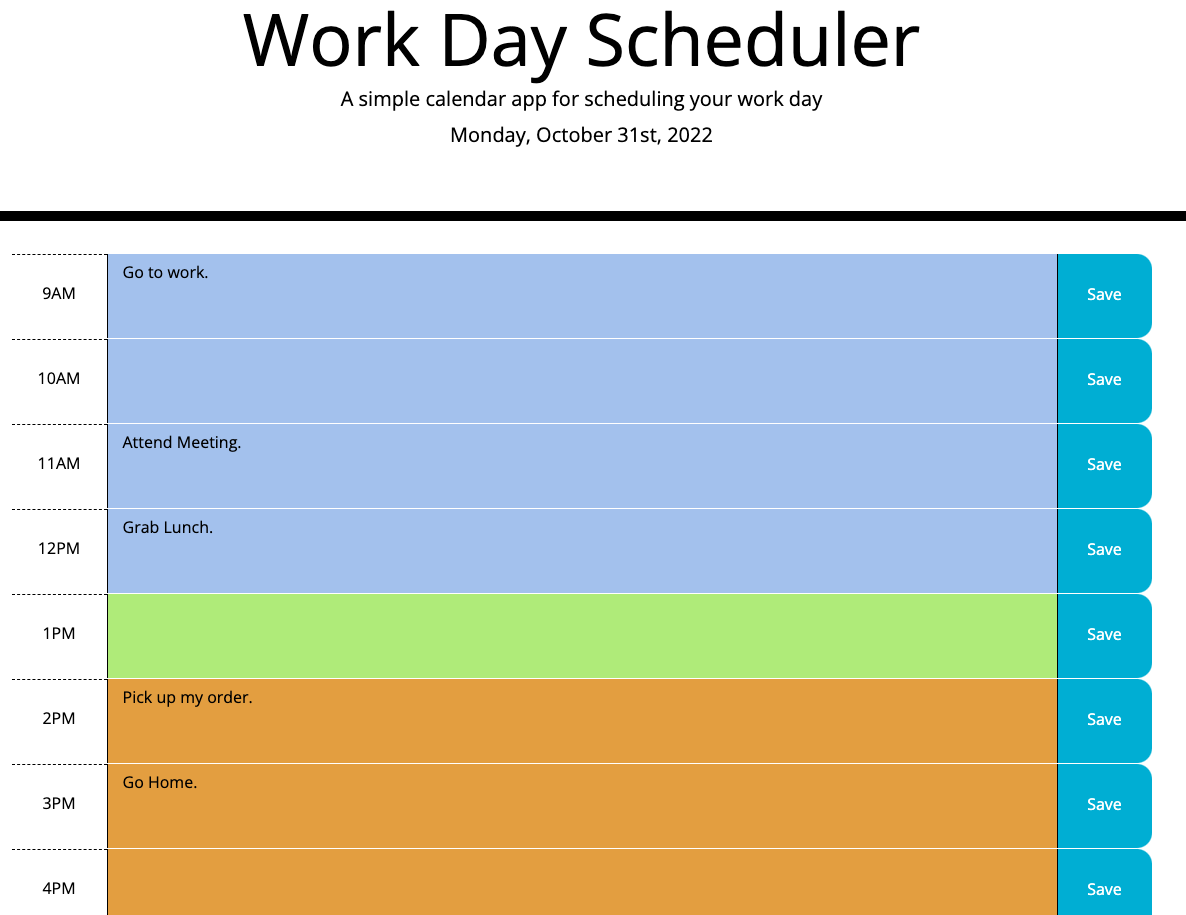 Work Day Scheduler
A simple calendar app for scheduling your work day
Monday, October 31st, 2022
9AM Go to work. Save
10AM Save
11AM Attend Meeting. Save
12PM Grab Lunch. Save
1PM Save
2PM Pick up my order. Save
3PM Go Home. Save
4PM Save